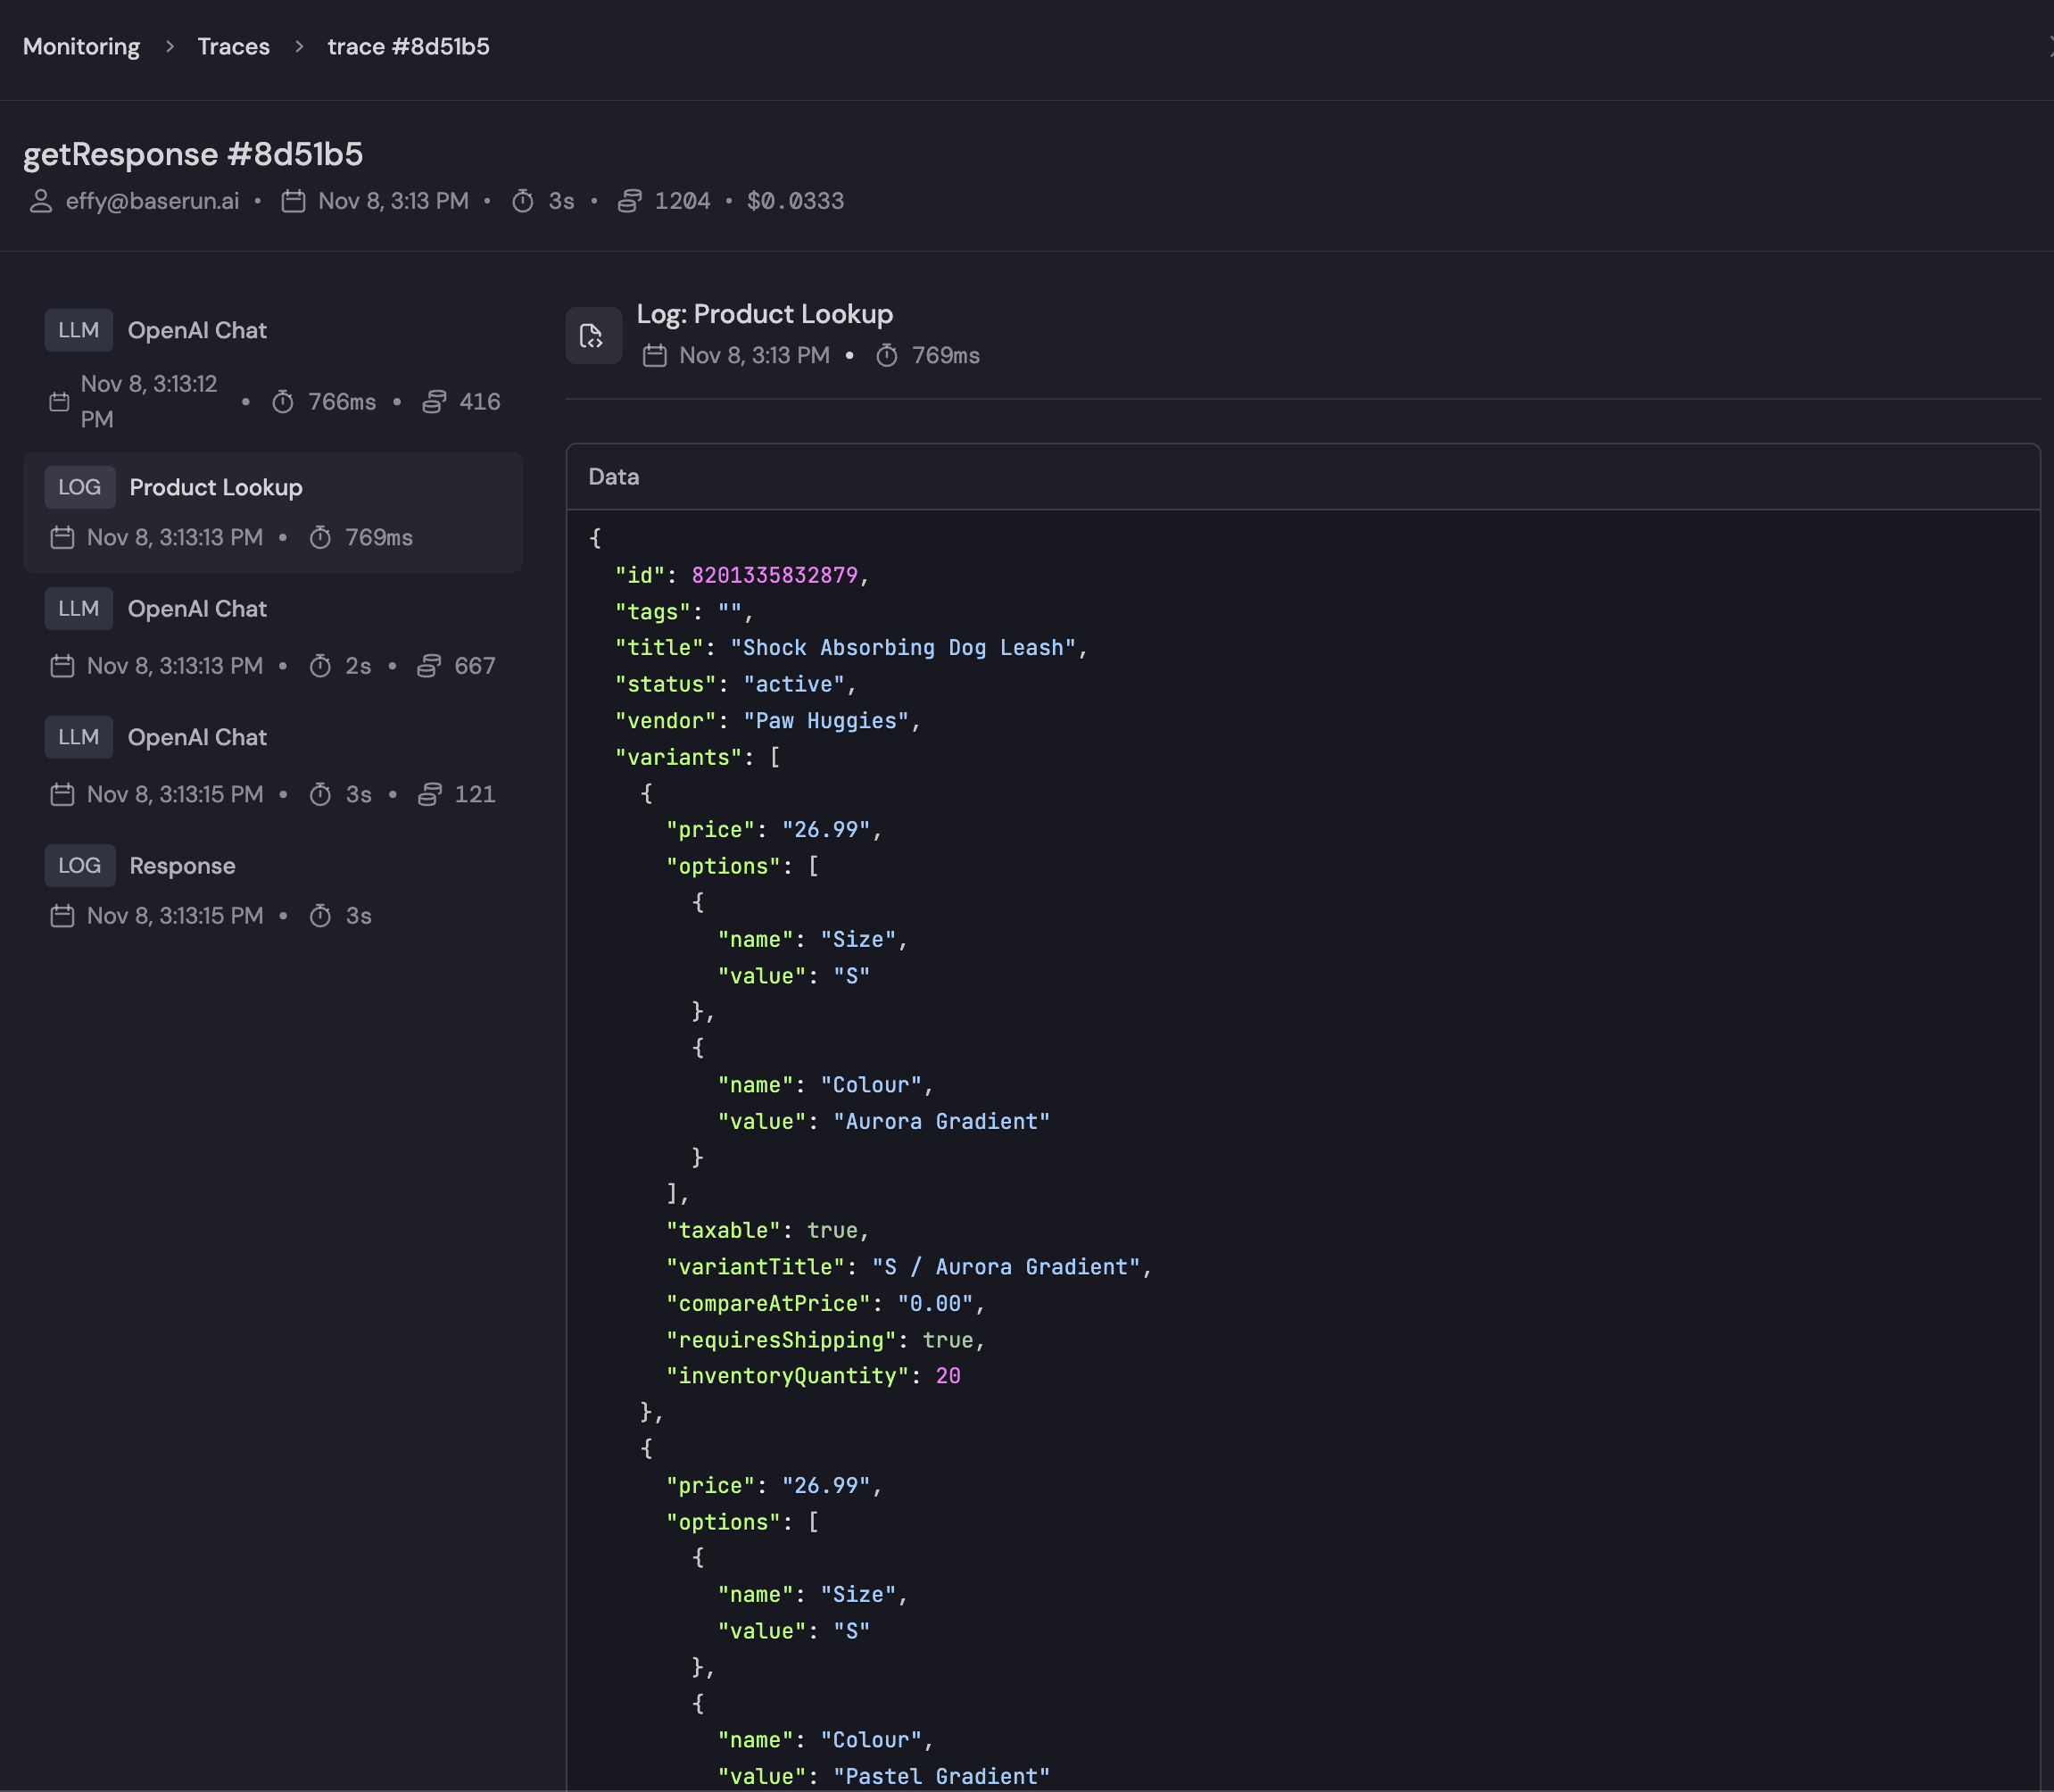 Monitoring > Traces > trace #8d51b5
getResponse #8d51b5
effy@baserun.ai • Nov 8, 3:13 PM • 3s • 1204 • $0.0333
LLM OpenAI Chat
Nov 8, 3:13:12 PM • 766ms • 416
LOG Product Lookup
Nov 8, 3:13:13 PM • 769ms
LLM OpenAI Chat
Nov 8, 3:13:13 PM • 2s • 667
LLM OpenAI Chat
Nov 8, 3:13:15 PM • 3s • 121
LOG Response
Nov 8, 3:13:15 PM • 3s
Log: Product Lookup
Nov 8, 3:13 PM • 769ms
Data
{
  "id": 8201335832879,
  "tags": "",
  "title": "Shock Absorbing Dog Leash",
  "status": "active",
  "vendor": "Paw Huggies",
  "variants": [
    {
      "price": "26.99",
      "options": [
        {
          "name": "Size",
          "value": "S"
        },
        {
          "name": "Colour",
          "value": "Aurora Gradient"
        }
      ],
      "taxable": true,
      "variantTitle": "S / Aurora Gradient",
      "compareAtPrice": "0.00",
      "requiresShipping": true,
      "inventoryQuantity": 20
    },
    {
      "price": "26.99",
      "options": [
        {
          "name": "Size",
          "value": "S"
        },
        {
          "name": "Colour",
          "value": "Pastel Gradient"